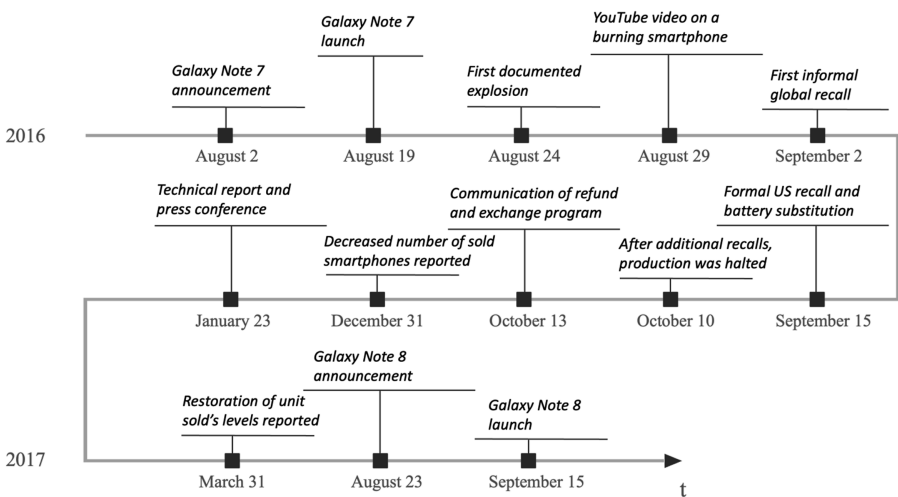 Galaxy Note 7
announcement
Galaxy Note 7
launch
First documented
explosion
YouTube video on a
burning smartphone
First informal
global recall
2016
August 2
August 19
August 24
August 29
September 2
Technical report and
press conference
Decreased number of sold
smartphones reported
Communication of refund
and exchange program
After additional recalls,
production was halted
Formal US recall and
battery substitution
January 23
December 31
October 13
October 10
September 15
Restoration of unit
sold's levels reported
Galaxy Note 8
announcement
Galaxy Note 8
launch
2017
March 31
August 23
September 15
t